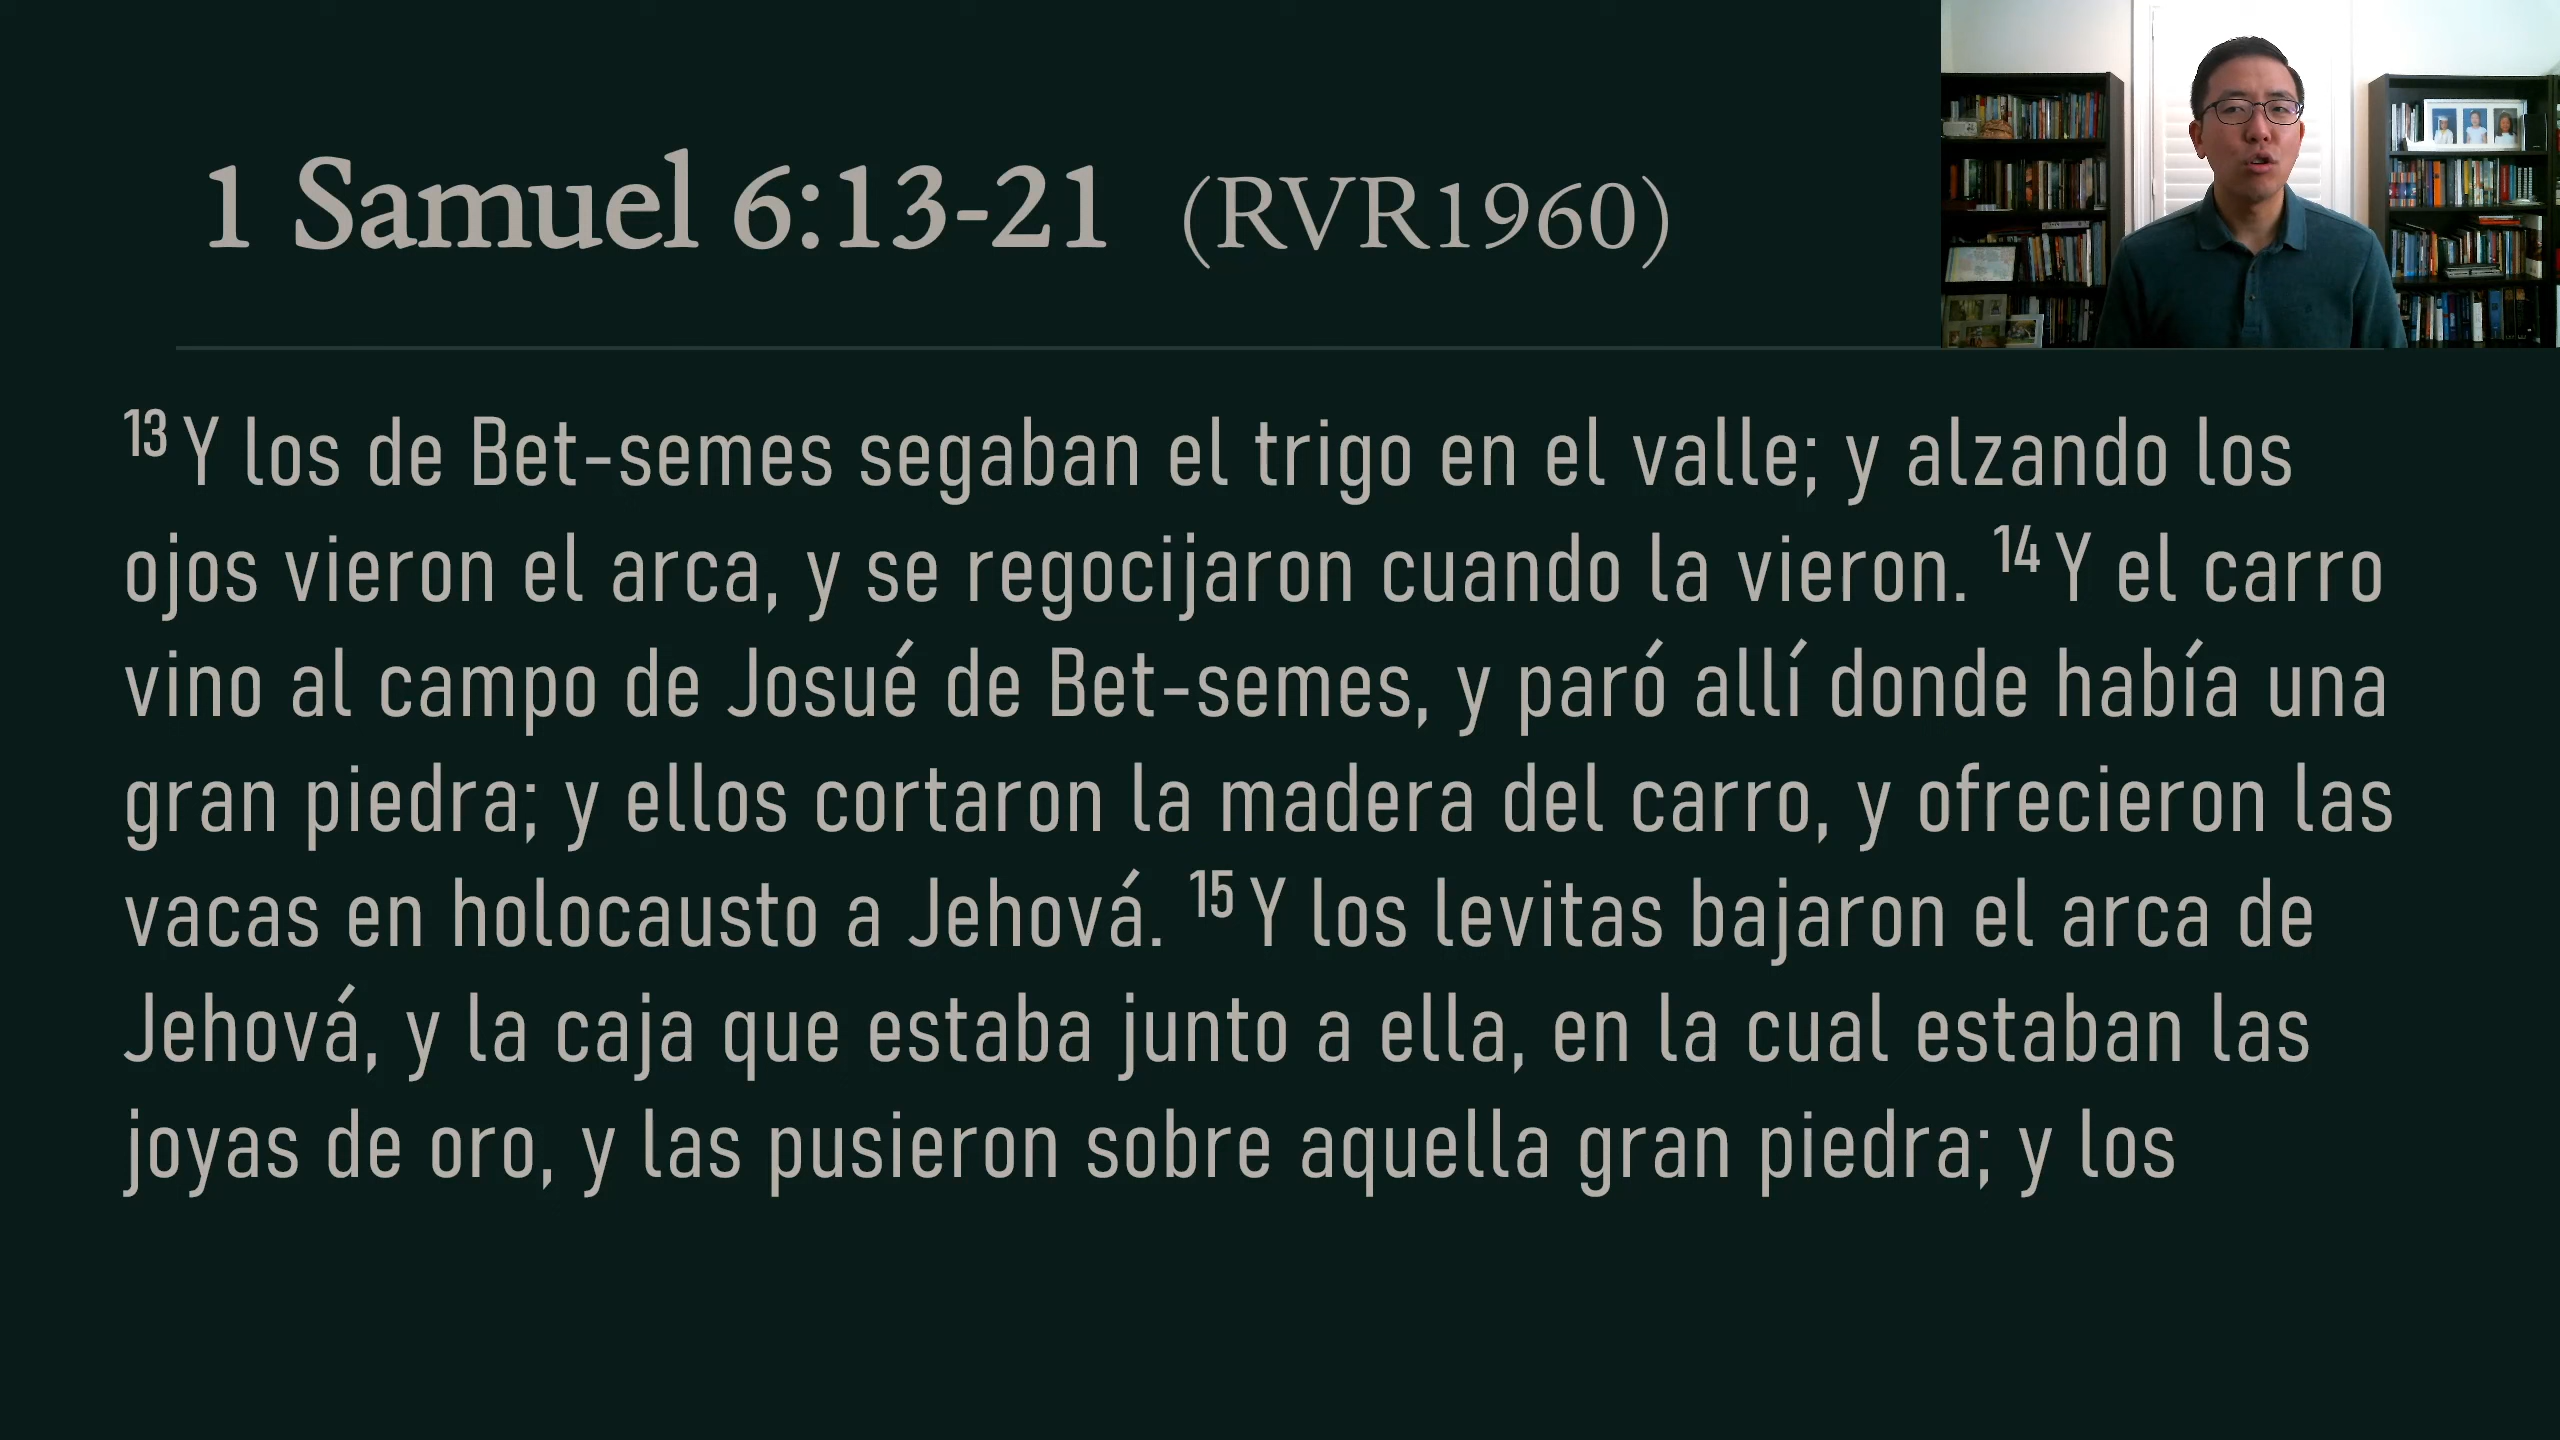 1 Samuel 6:13-21 (RVR1960)
13 Y los de Bet-semes segaban el trigo en el valle; y alzando los
ojos vieron el arca, y se regocijaron cuando la vieron. 14 Y el carro
vino al campo de Josué de Bet-semes, y paró allí donde había una
gran piedra; y ellos cortaron la madera del carro, y ofrecieron las
vacas en holocausto a Jehová. 15 Y los levitas bajaron el arca de
Jehová, y la caja que estaba junto a ella, en la cual estaban las
joyas de oro, y las pusieron sobre aquella gran piedra; y los